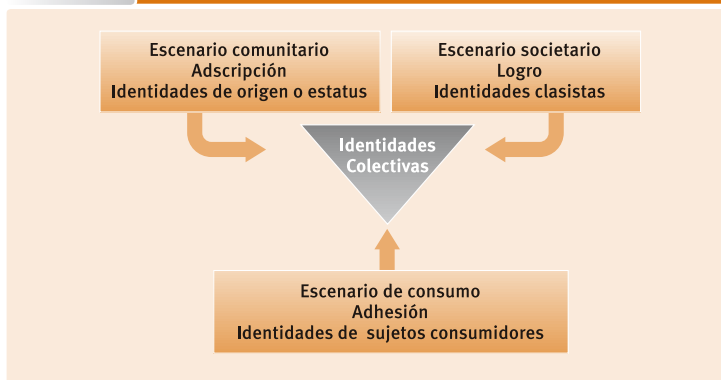 Escenario comunitario
Adscripción
Identidades de origen o estatus
Escenario societario
Logro
Identidades clasistas
Identidades
Colectivas
Escenario de consumo
Adhesión
Identidades de sujetos consumidores